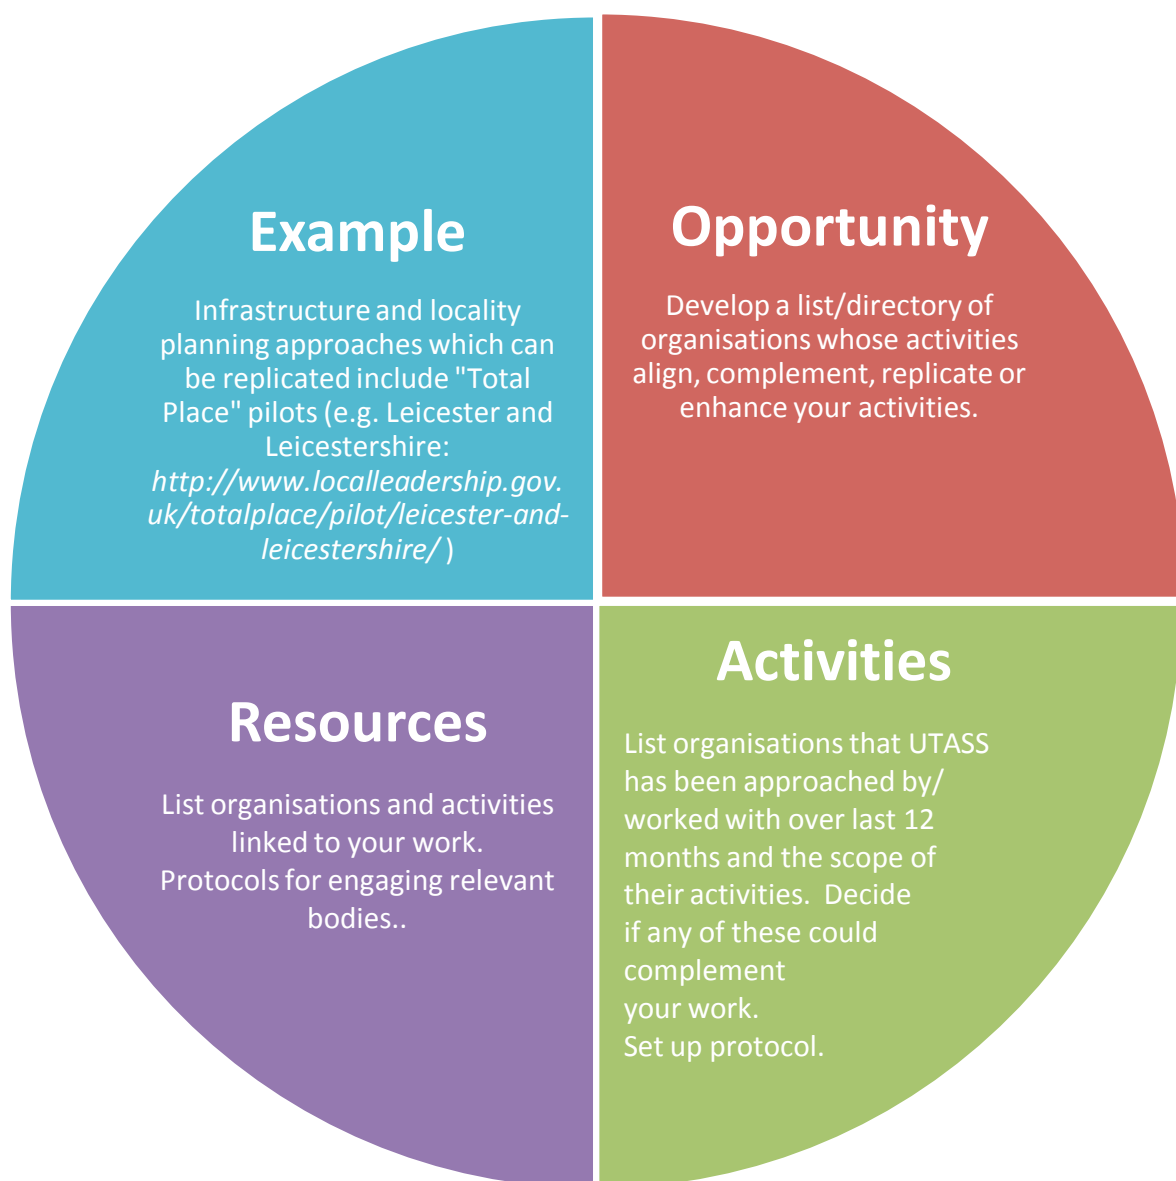 Example
Infrastructure and locality
planning approaches which can
be replicated include "Total
Place" pilots (e.g. Leicester and
Leicestershire:
http://www.localleadership.gov.
uk/totalplace/pilot/leicester-and-
leicestershire/ )
Opportunity
Develop a list/directory of
organisations whose activities
align, complement, replicate or
enhance your activities.
Resources
List organisations and activities
linked to your work.
Protocols for engaging relevant
bodies..
Activities
List organisations that UTASS
has been approached by/
worked with over last 12
months and the scope of
their activities.  Decide
if any of these could
complement
your work.
Set up protocol.